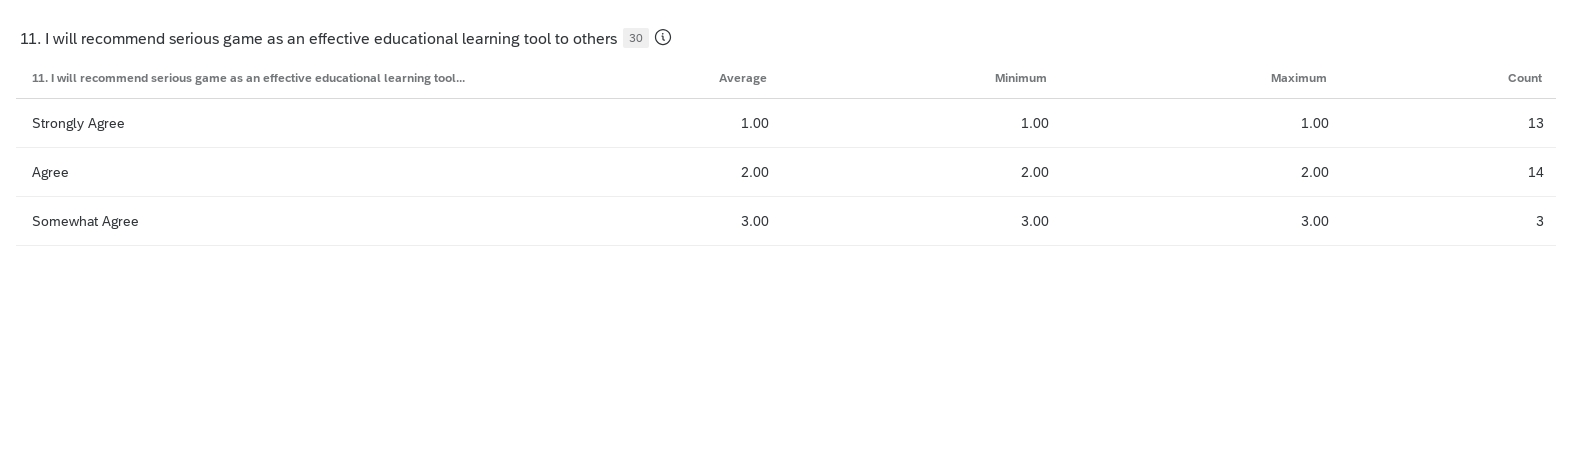 11. I will recommend serious game as an effective educational learning tool to others 30
11. I will recommend serious game as an effective educational learning tool... Average Minimum Maximum Count
Strongly Agree 1.00 1.00 1.00 13
Agree 2.00 2.00 2.00 14
Somewhat Agree 3.00 3.00 3.00 3